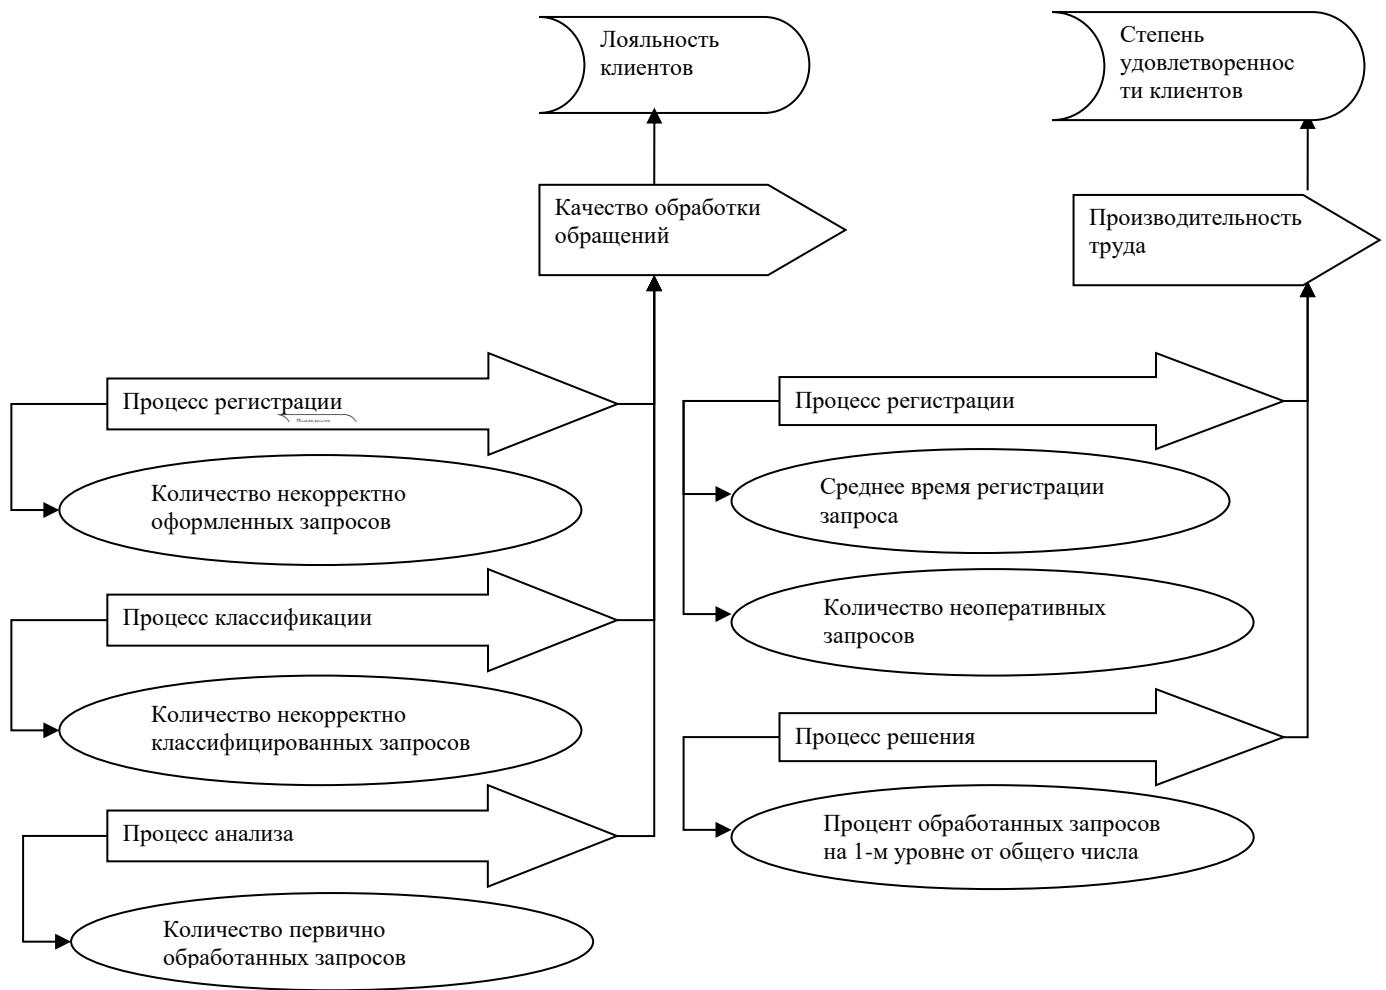 Лояльность
клиентов
Степень
удовлетвореннос
ти клиентов
Качество обработки
обращений
Производительность
труда
Процесс регистрации
Количество некорректно
оформленных запросов
Процесс классификации
Количество некорректно
классифицированных запросов
Процесс анализа
Количество первично
обработанных запросов
Процесс регистрации
Среднее время регистрации
запроса
Количество неоперативных
запросов
Процесс решения
Процент обработанных запросов
на 1-м уровне от общего числа